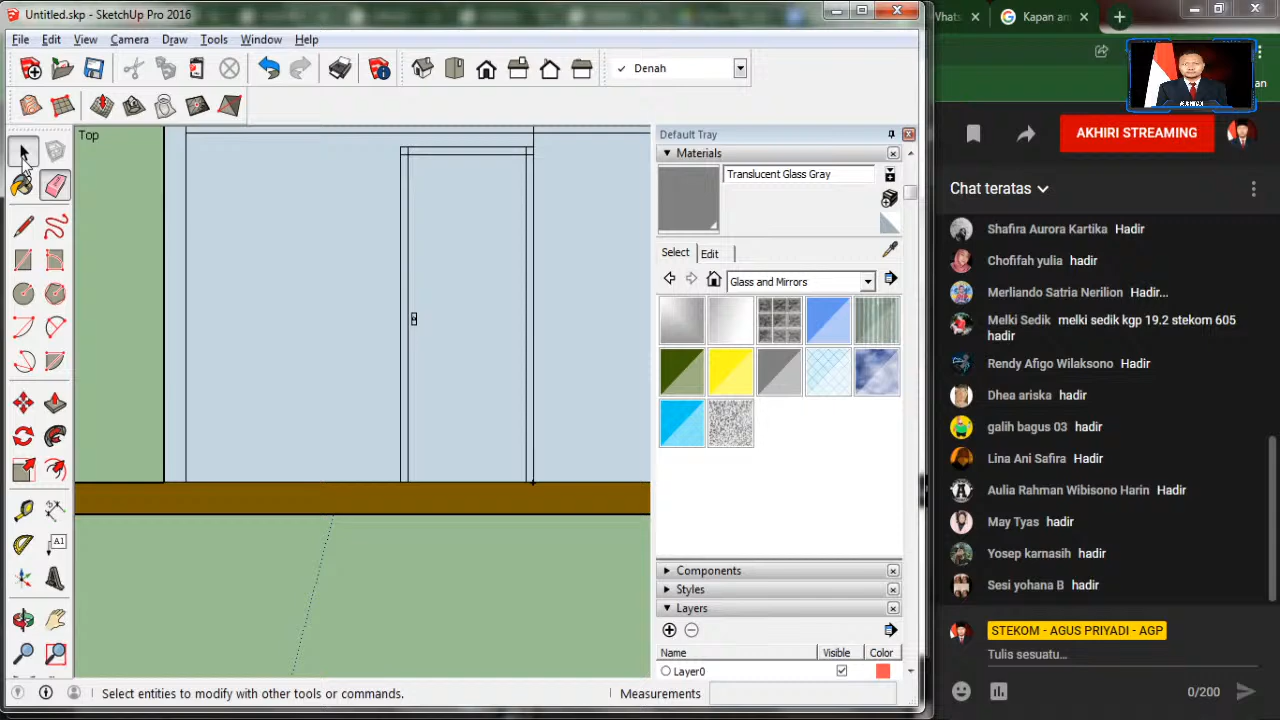 Untitled.skp - SketchUp Pro 2016
File Edit View Camera Draw Tools Window Help
Denah
Top
Default Tray
Materials
Translucent Glass Gray
Select Edit
Glass and Mirrors
Components
Styles
Layers
Name Visible Color
Layer0
A1
Select entities to modify with other tools or commands.
Measurements
Whats
Kapan an
AKHIRI STREAMING
Chat teratas
Shafira Aurora Kartika Hadir
Chofifah yulia hadir
Merliando Satria Nerilion Hadir...
Melki Sedik melki sedik kgp 19.2 stekom 605
hadir
Rendy Afigo Wilaksono Hadir
Dhea ariska hadir
galih bagus 03 hadir
Lina Ani Safira Hadir
Aulia Rahman Wibisono Harin Hadir
May Tyas hadir
Yosep karnasih hadir
Sesi yohana B hadir
STEKOM - AGUS PRIYADI - AGP
Tulis sesuatu...
0/200